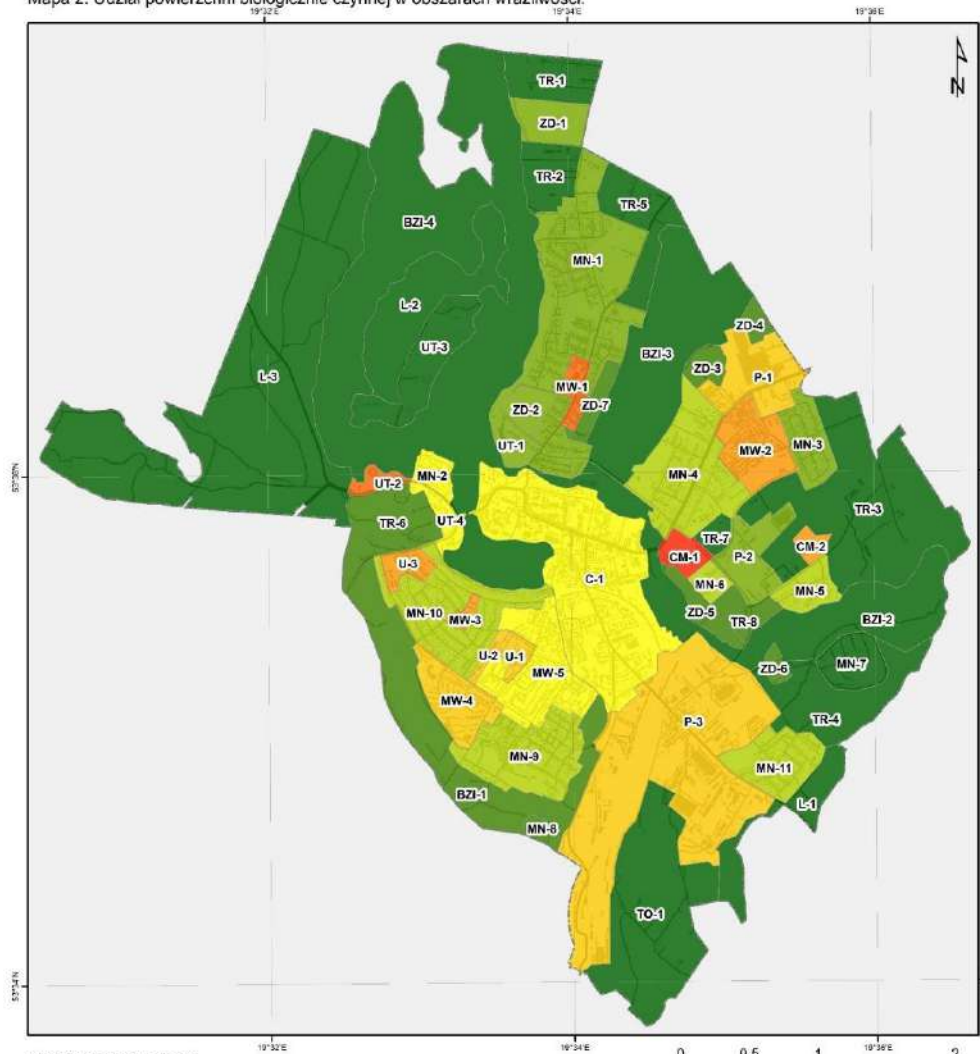 Mapa 2. Udział powierzchni biologicznie czynnej w obszarach wrażliwości.
19°32'E 19°34'E 19°36'E
N
TR-1
ZD-1
TR-2
TR-5
BZI-4
MN-1
L-2
ZD-4
UT-3
BZI-3
ZD-3
P-1
L-3
MW-1
ZD-7
ZD-2
UT-1
MW-2
MN-3
53°36'N
MN-2
MN-4
UT-2
TR-3
UT-4
TR-6
TR-7
CM-2
CM-1
P-2
U-3
C-1
MN-6
MN-5
MN-10
MW-3
ZD-5
TR-8
BZI-2
U-2
U-1
MW-5
ZD-6
MN-7
MW-4
P-3
TR-4
MN-9
MN-11
BZI-1
L-1
MN-8
TO-1
53°34'N
19°32'E 19°34'E 19°36'E
0 0.5 1 2